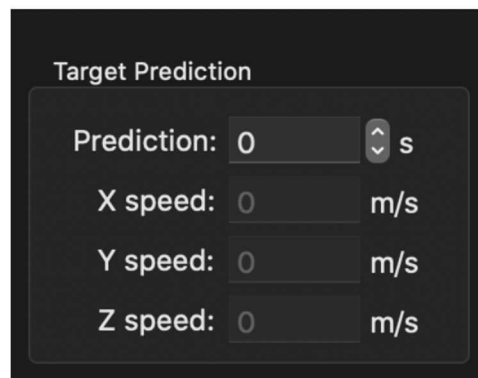 Target Prediction
Prediction: 0 s
X speed: 0 m/s
Y speed: 0 m/s
Z speed: 0 m/s